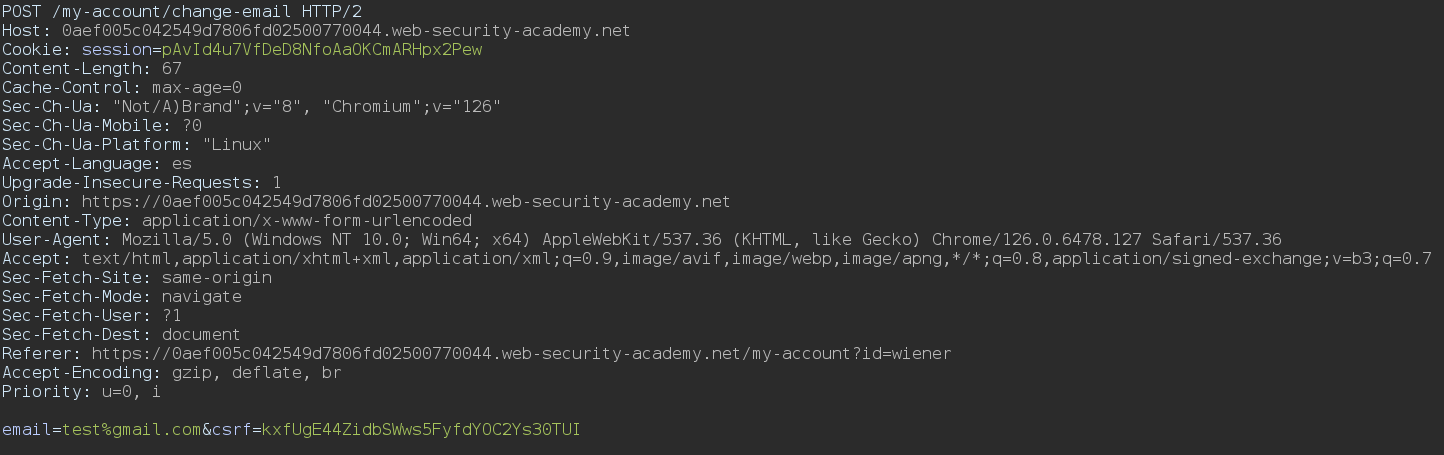 POST /my-account/change-email HTTP/2
Host: 0aef005c042549d7806fd02500770044.web-security-academy.net
Cookie: session=pAvId4u7VfDeD8NfoAaOKCmARHpx2Pew
Content-Length: 67
Cache-Control: max-age=0
Sec-Ch-Ua: "Not/A)Brand";v="8", "Chromium";v="126"
Sec-Ch-Ua-Mobile: ?0
Sec-Ch-Ua-Platform: "Linux"
Accept-Language: es
Upgrade-Insecure-Requests: 1
Origin: https://0aef005c042549d7806fd02500770044.web-security-academy.net
Content-Type: application/x-www-form-urlencoded
User-Agent: Mozilla/5.0 (Windows NT 10.0; Win64; x64) AppleWebKit/537.36 (KHTML, like Gecko) Chrome/126.0.6478.127 Safari/537.36
Accept: text/html,application/xhtml+xml,application/xml;q=0.9,image/avif,image/webp,image/apng,*/*;q=0.8,application/signed-exchange;v=b3;q=0.7
Sec-Fetch-Site: same-origin
Sec-Fetch-Mode: navigate
Sec-Fetch-User: ?1
Sec-Fetch-Dest: document
Referer: https://0aef005c042549d7806fd02500770044.web-security-academy.net/my-account?id=wiener
Accept-Encoding: gzip, deflate, br
Priority: u=0, i
email=test%gmail.com&csrf=kxfUgE44ZidbSWws5FyfdYOC2Ys30TUI